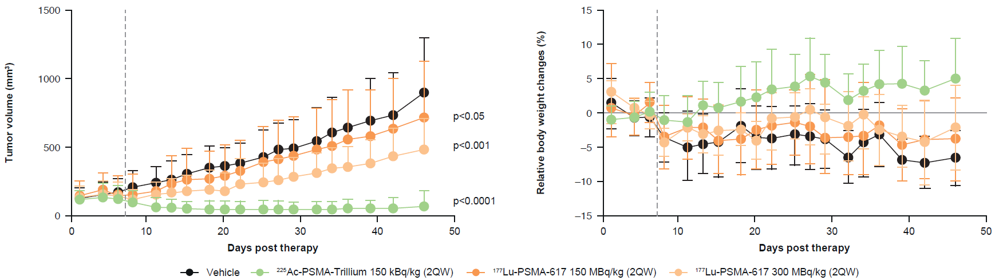 Tumor volume (mm³)
1500
1000
500
0
0
10
20
30
40
50
Days post therapy
p<0.05
p<0.001
p<0.0001
Relative body weight changes (%)
15
10
5
0
−5
−10
−15
0
10
20
30
40
50
Days post therapy
Vehicle
²²⁵Ac-PSMA-Trillium 150 kBq/kg (2QW)
¹⁷⁷Lu-PSMA-617 150 MBq/kg (2QW)
¹⁷⁷Lu-PSMA-617 300 MBq/kg (2QW)